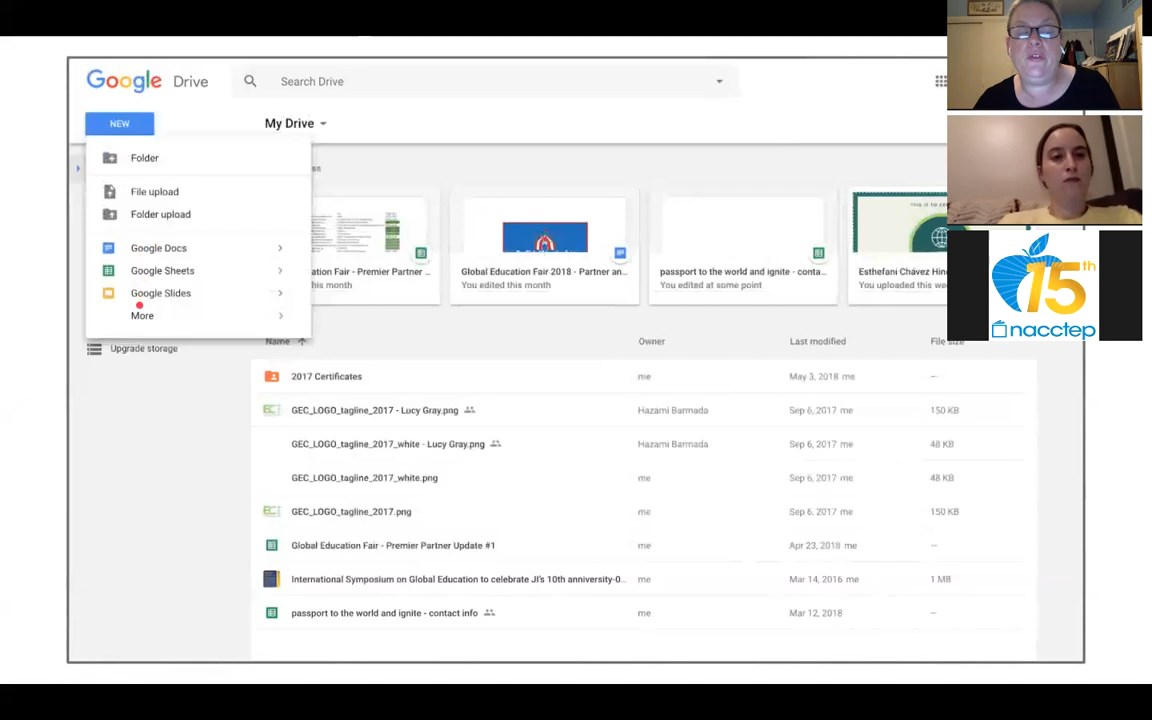 Google Drive
Search Drive
NEW
My Drive
Folder
File upload
Folder upload
Google Docs
Google Sheets
Google Slides
More
Upgrade storage
ation Fair - Premier Partner ...
his month
Global Education Fair 2018 - Partner an...
You edited this month
passport to the world and ignite - conta...
You edited at some point
THIS IS TO CE
Esthefani Chávez Hin
You uploaded this we
Name
Owner
Last modified
File size
2017 Certificates
me
May 3, 2018 me
—
GEC_LOGO_tagline_2017 - Lucy Gray.png
Hazami Barmada
Sep 6, 2017 me
150 KB
GEC_LOGO_tagline_2017_white - Lucy Gray.png
Hazami Barmada
Sep 6, 2017 me
48 KB
GEC_LOGO_tagline_2017_white.png
me
Sep 6, 2017 me
48 KB
GEC_LOGO_tagline_2017.png
me
Sep 6, 2017 me
150 KB
Global Education Fair - Premier Partner Update #1
me
Apr 23, 2018 me
—
International Symposium on Global Education to celebrate JI's 10th anniversary-0...
me
Mar 14, 2016 me
1 MB
passport to the world and ignite - contact info
me
Mar 12, 2018
—
15th
nacctep